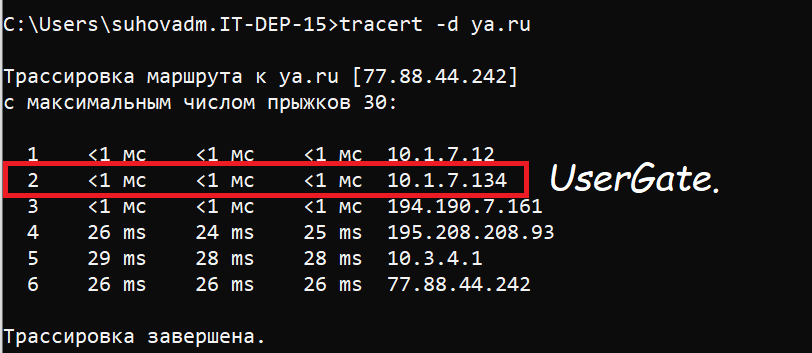 C:\Users\suhovadm.IT-DEP-15>tracert -d ya.ru
Трассировка маршрута к ya.ru [77.88.44.242]
с максимальным числом прыжков 30:
1 <1 мс <1 мс <1 мс 10.1.7.12
2 <1 мс <1 мс <1 мс 10.1.7.134 UserGate.
3 <1 мс <1 мс <1 мс 194.190.7.161
4 26 ms 24 ms 25 ms 195.208.208.93
5 29 ms 28 ms 28 ms 10.3.4.1
6 26 ms 26 ms 26 ms 77.88.44.242
Трассировка завершена.